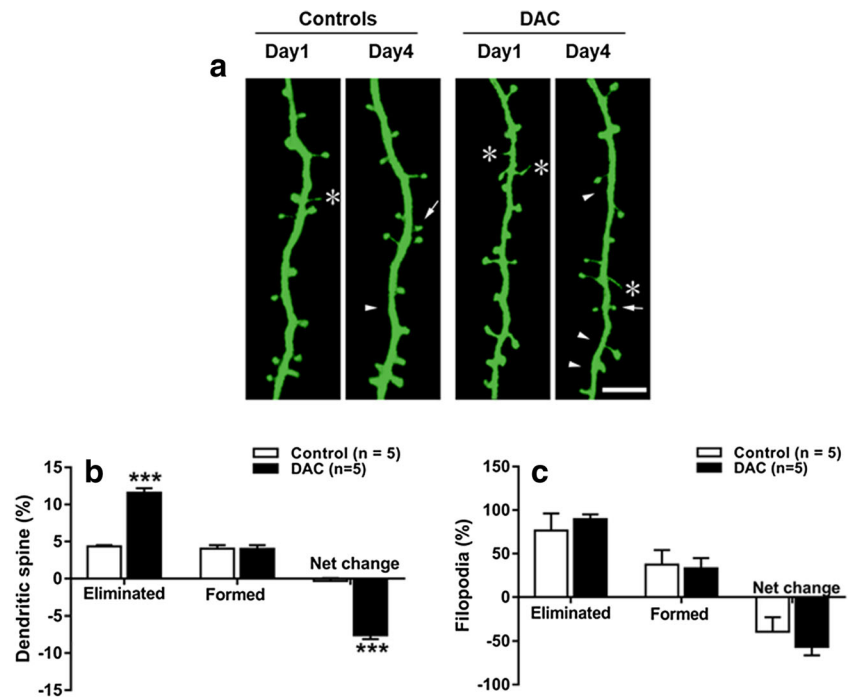 Controls
DAC
Day1
Day4
Day1
Day4
a
*
*
*
*
b
Control (n = 5)
DAC (n=5)
Dendritic spine (%)
15
10
5
0
-5
-10
-15
***
***
Eliminated
Formed
Net change
c
Control (n = 5)
DAC (n=5)
Filopodia (%)
150
100
50
0
-50
-100
Eliminated
Formed
Net change